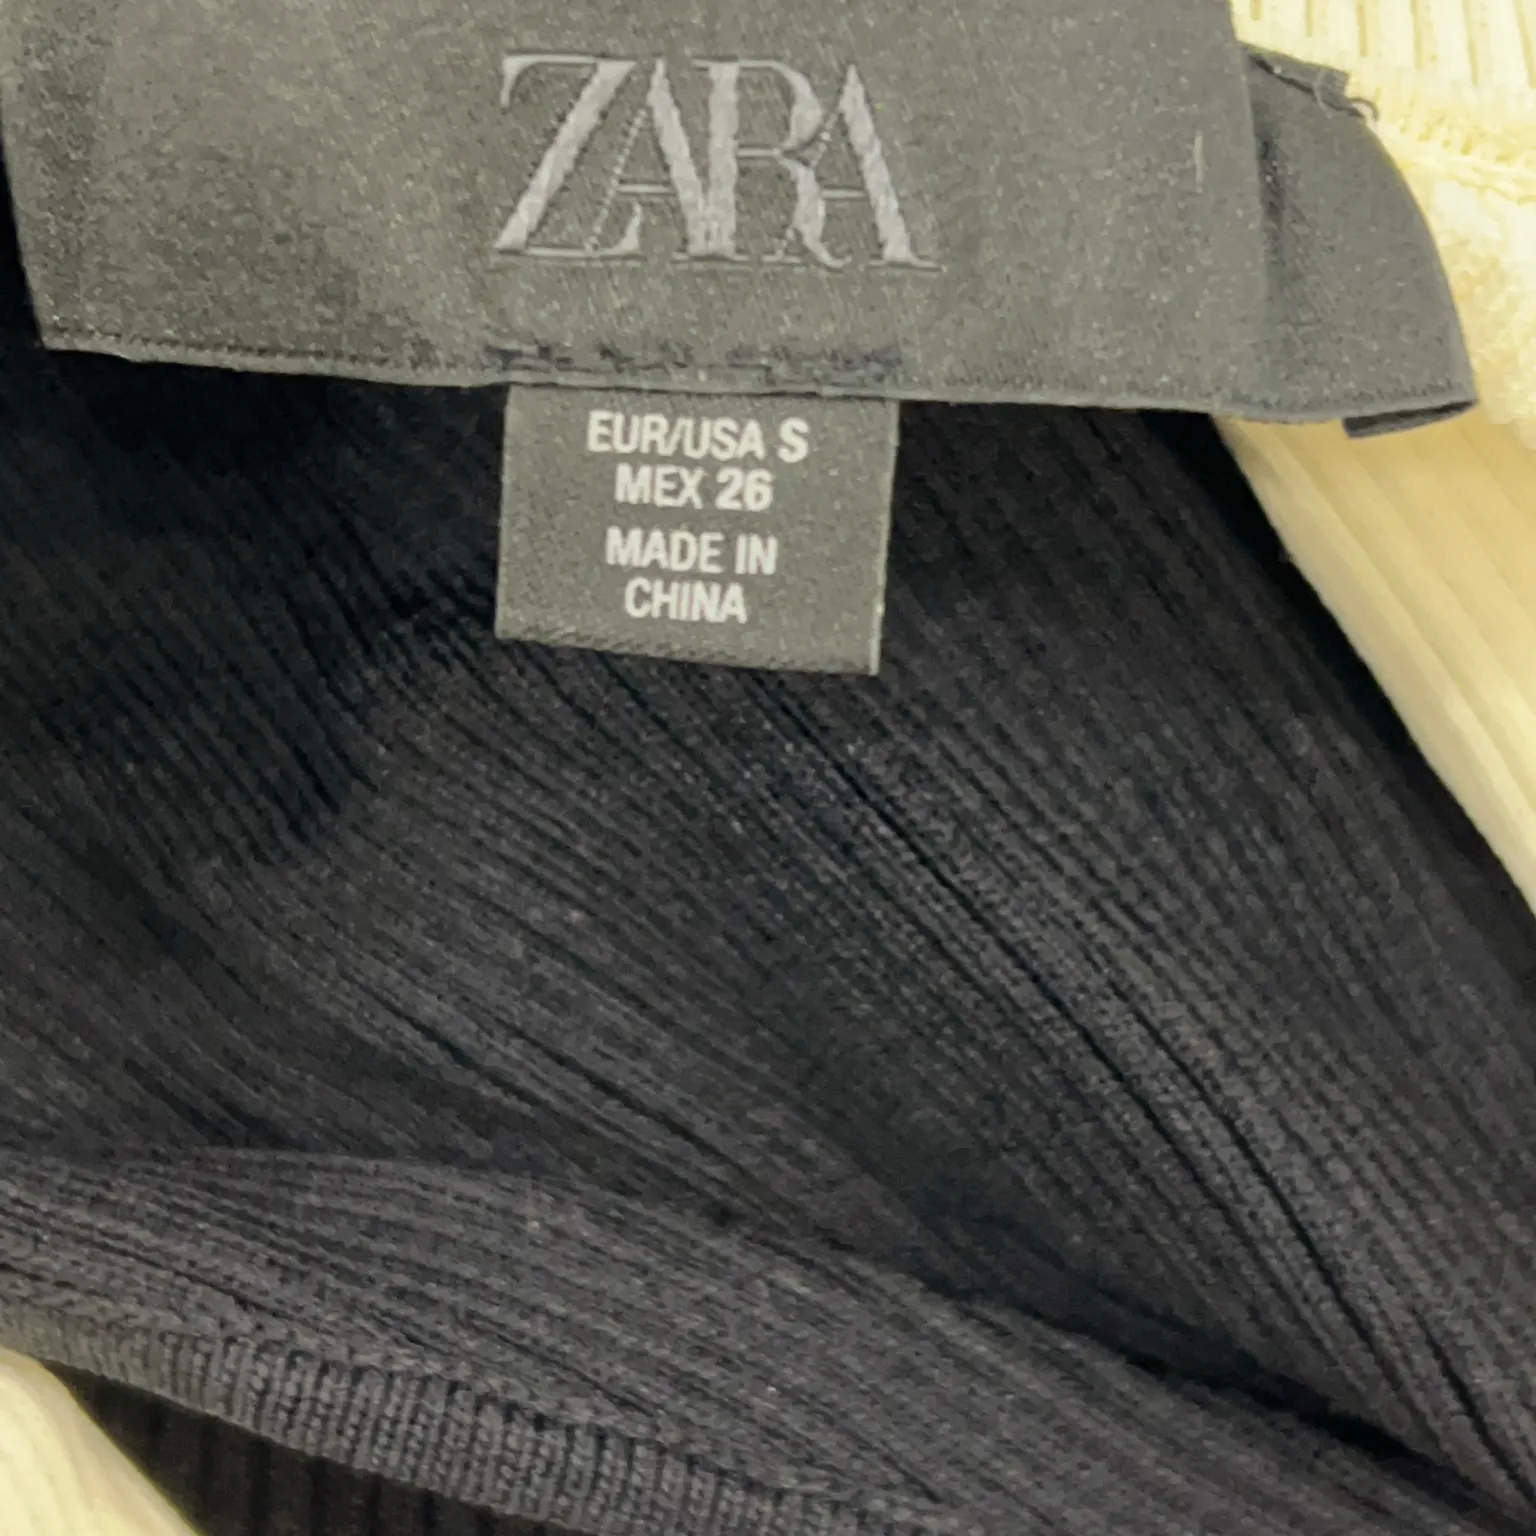 ZARA
EUR/USA S
MEX 26
MADE IN
CHINA